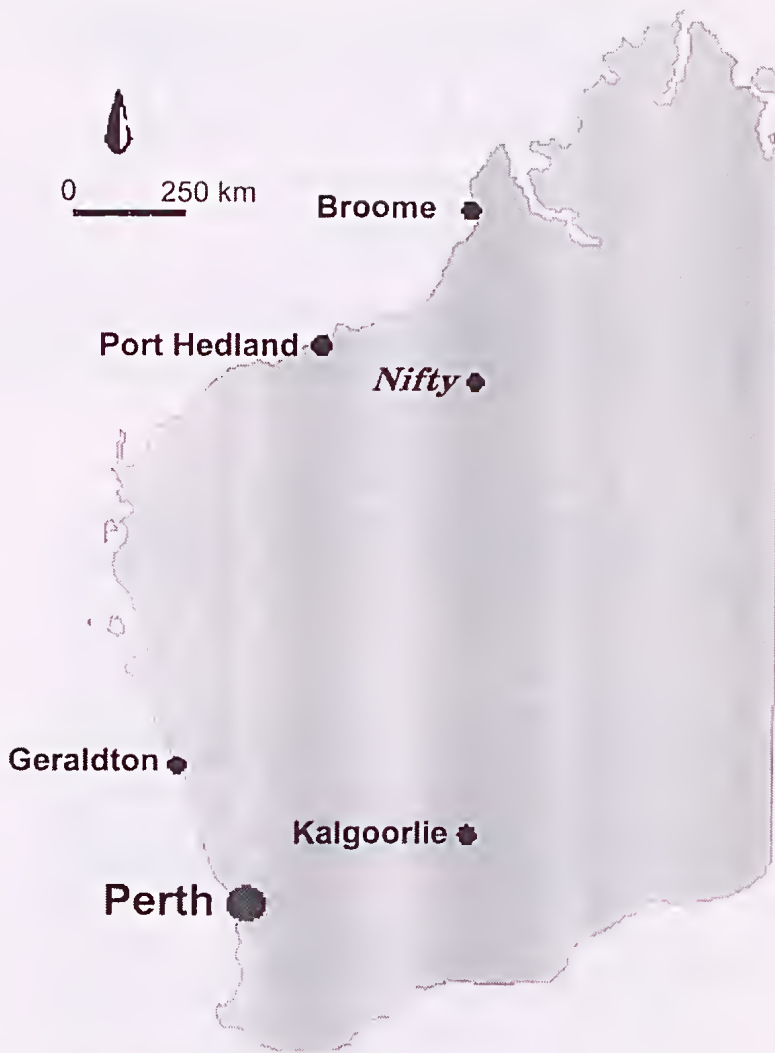 0 250 km
Broome
Port Hedland
Nifty
Geraldton
Kalgoorlie
Perth